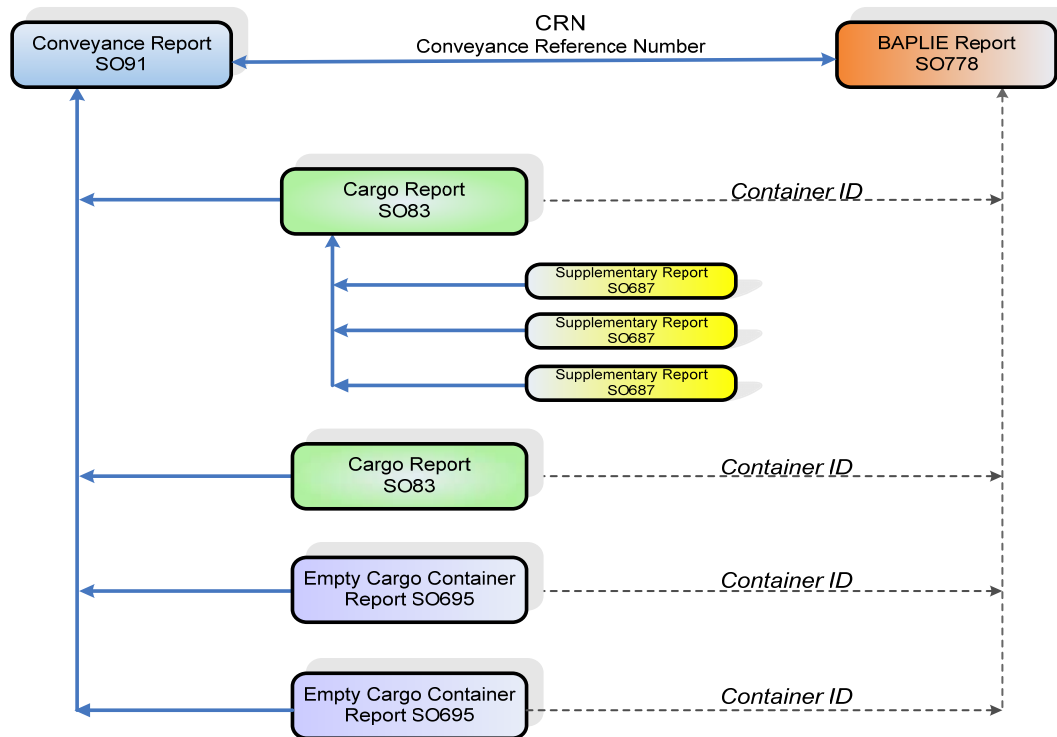 Conveyance Report
SO91
CRN
Conveyance Reference Number
BAPLIE Report
SO778
Cargo Report
SO83
Container ID
Supplementary Report
SO687
Supplementary Report
SO687
Supplementary Report
SO687
Cargo Report
SO83
Container ID
Empty Cargo Container
Report SO695
Container ID
Empty Cargo Container
Report SO695
Container ID